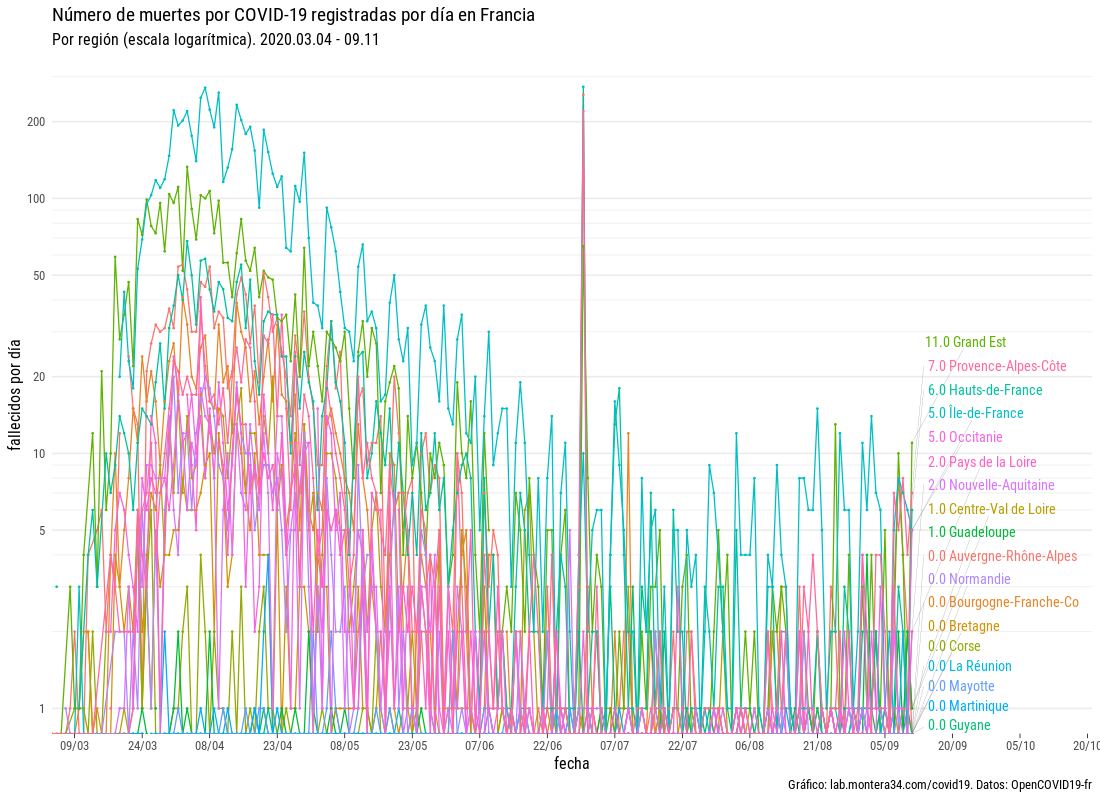 Número de muertes por COVID-19 registradas por día en Francia
Por región (escala logarítmica). 2020.03.04 - 09.11
fallecidos por día
200
100
50
20
10
5
1
11.0 Grand Est
7.0 Provence-Alpes-Côte
6.0 Hauts-de-France
5.0 Île-de-France
5.0 Occitanie
2.0 Pays de la Loire
2.0 Nouvelle-Aquitaine
1.0 Centre-Val de Loire
1.0 Guadeloupe
0.0 Auvergne-Rhône-Alpes
0.0 Normandie
0.0 Bourgogne-Franche-Co
0.0 Bretagne
0.0 Corse
0.0 La Réunion
0.0 Mayotte
0.0 Martinique
0.0 Guyane
09/03 24/03 08/04 23/04 08/05 23/05 07/06 22/06 07/07 22/07 06/08 21/08 05/09 20/09 05/10 20/10
fecha
Gráfico: lab.montera34.com/covid19. Datos: OpenCOVID19-fr